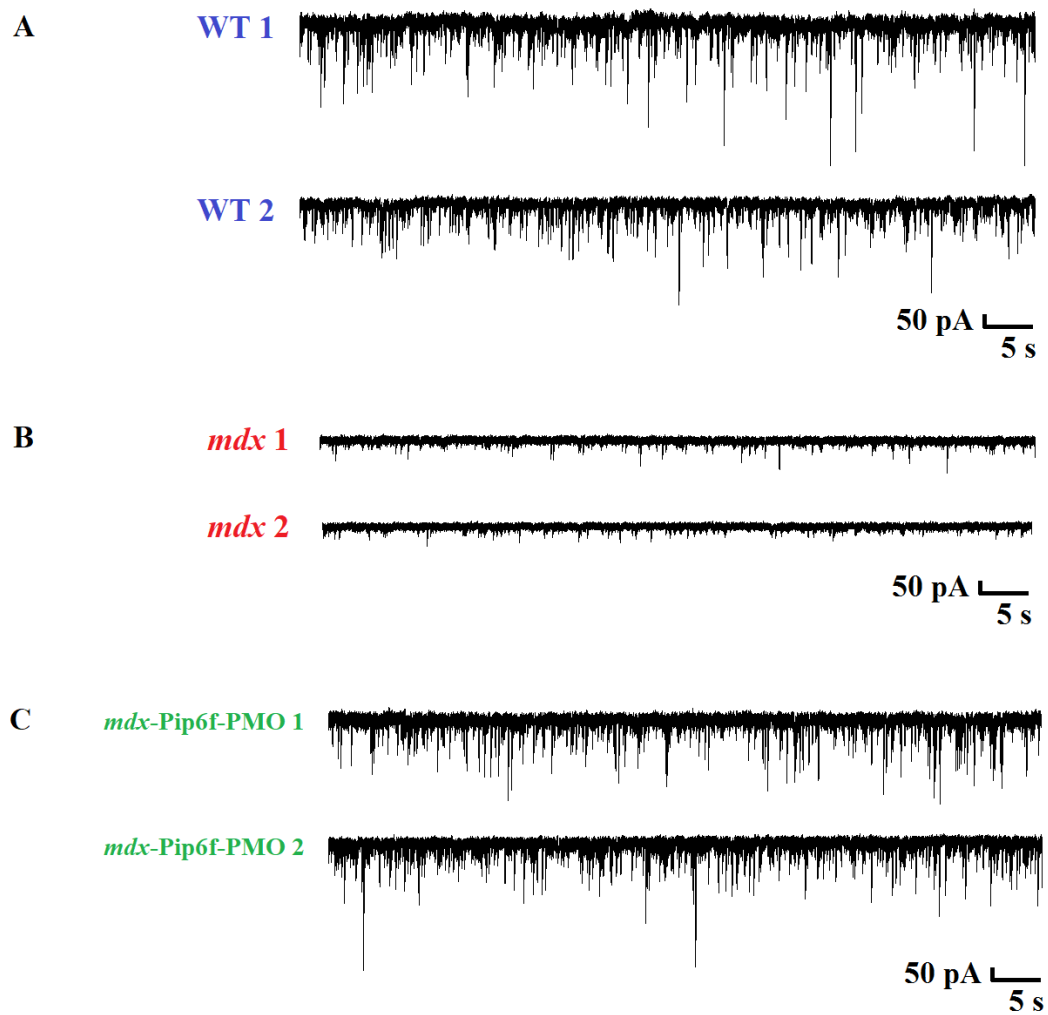 A
WT 1
WT 2
50 pA
5 s
B
mdx 1
mdx 2
50 pA
5 s
C
mdx-Pip6f-PMO 1
mdx-Pip6f-PMO 2
50 pA
5 s